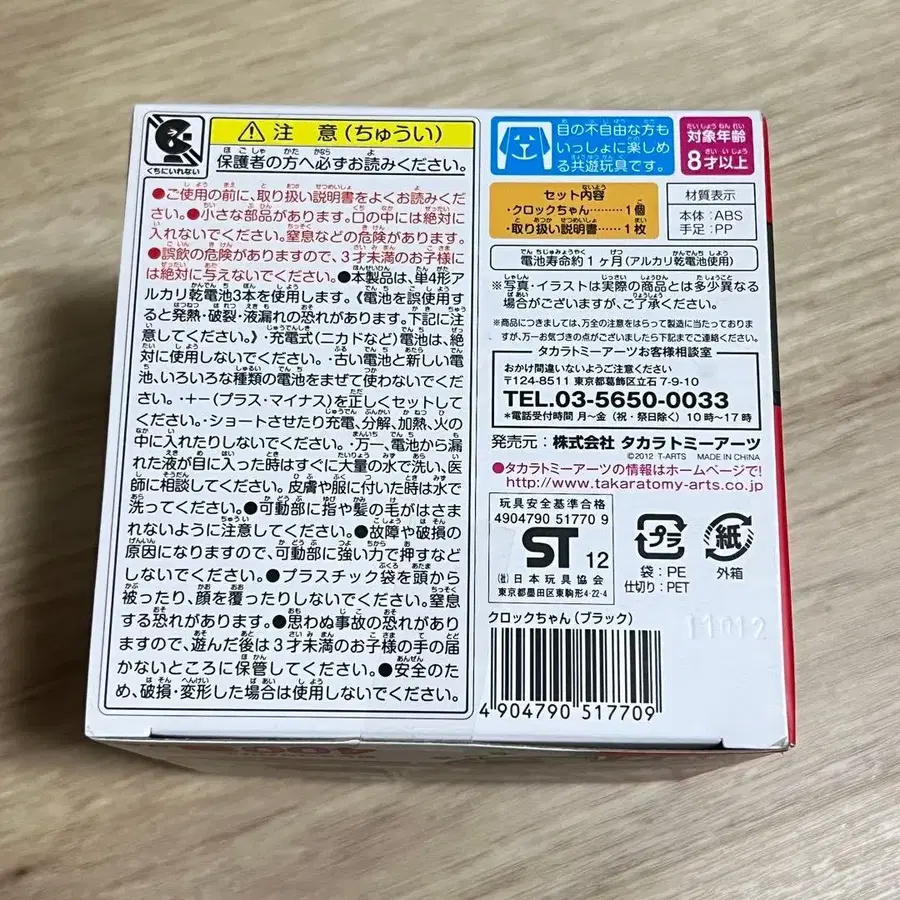 くちにいれない
注意(ちゅうい)
保護者の方へ必ずお読みください。
●ご使用の前に、取り扱い説明書をよくお読みくだ
さい。●小さな部品があります。口の中には絶対に
入れないでください。窒息などの危険があります。
●誤飲の危険がありますので、3才未満のお子様に
は絶対に与えないでください。●本製品は、単4形ア
ルカリ乾電池3本を使用します。《電池を誤使用す
ると発熱・破裂・液漏れの恐れがあります。下記に注
意してください。》・充電式(ニカドなど)電池は、絶
対に使用しないでください。・古い電池と新しい電
池、いろいろな種類の電池をまぜて使わないでくだ
さい。・+-(プラス・マイナス)を正しくセットしてく
ださい。・ショートさせたり充電、分解、加熱、火の
中に入れたりしないでください。・万一、電池から漏
れた液が目に入った時はすぐに大量の水で洗い、医
師に相談してください。皮膚や服に付いた時は水で
洗ってください。●可動部に指や髪の毛がはさま
れないように注意してください。●故障や破損の
原因になりますので、可動部に強い力で押すなど
しないでください。●プラスチック袋を頭から
被ったり、顔を覆ったりしないでください。窒息
する恐れがあります。●思わぬ事故の恐れがあり
ますので、遊んだ後は3才未満のお子様の手の届
かないところに保管してください。●安全のた
め、破損・変形した場合は使用しないでください。
目の不自由な方も
いっしょに楽しめ
る共遊玩具です。
対象年齢
8才以上
セット内容
・クロックちゃん………1個
・取り扱い説明書………1枚
材質表示
本体:ABS
手足:PP
電池寿命約1ヶ月(アルカリ乾電池使用)
※写真・イラストは実際の商品とは多少異なる
場合がございますが、ご了承ください。
※商品につきましては、万全の注意をはらって製造に当たっておりま
すが、万一お気づきの点がございましたら下記までご連絡ください。
タカラトミーアーツお客様相談室
おかけ間違いないようご注意ください
〒124-8511 東京都葛飾区立石7-9-10
TEL.03-5650-0033
*電話受付時間 月〜金(祝・祭日除く)10時〜17時
発売元:株式会社 タカラトミーアーツ
©2012 T-ARTS MADE IN CHINA
●タカラトミーアーツの情報はホームページで!
http://www.takaratomy-arts.co.jp
玩具安全基準合格
4904790 51770 9
ST 12
(社)日本玩具協会
東京都墨田区東駒形4-22-4
プラ
袋:PE
仕切り:PET
紙
外箱
クロックちゃん(ブラック)
4 904790 517709